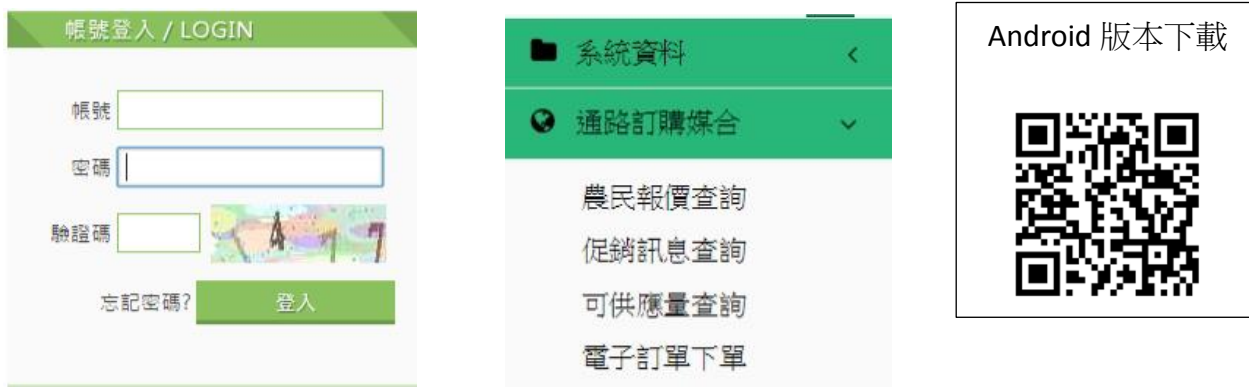 帳號登入 / LOGIN
帳號
密碼
驗證碼
忘記密碼? 登入
系統資料
通路訂購媒合
農民報價查詢
促銷訊息查詢
可供應量查詢
電子訂單下單
Android 版本下載